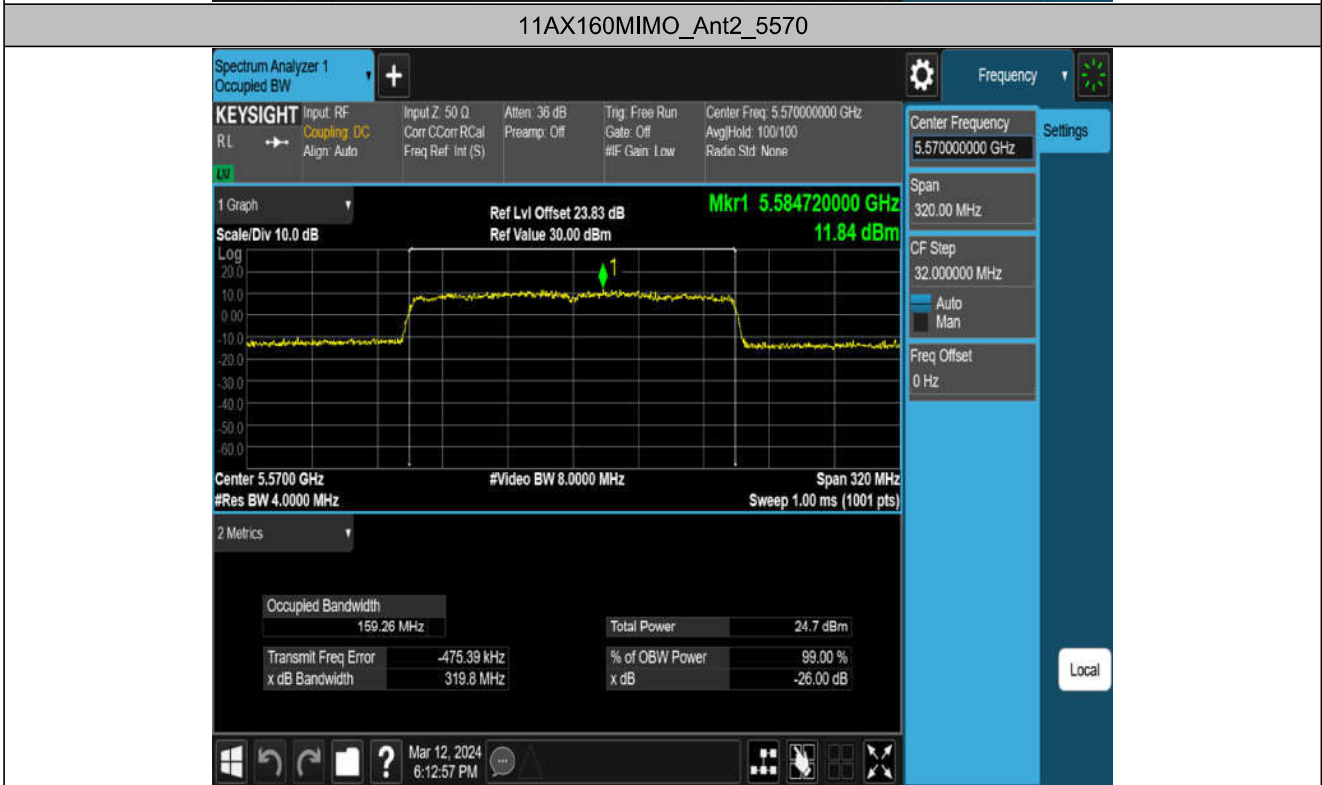 11AX160MIMO_Ant2_5570
Spectrum Analyzer 1
Occupied BW
+
Frequency
KEYSIGHT
RL
LXI
Input: RF
Coupling: DC
Align: Auto
Input Z: 50 Ω
Corr CCorr RCal
Freq Ref: Int (S)
Atten: 36 dB
Preamp: Off
Trig: Free Run
Gate: Off
#IF Gain: Low
Center Freq: 5.570000000 GHz
Avg|Hold: 100/100
Radio Std: None
Center Frequency
5.570000000 GHz
Settings
Span
320.00 MHz
CF Step
32.000000 MHz
Auto
Man
Freq Offset
0 Hz
Local
1 Graph
Scale/Div 10.0 dB
Ref Lvl Offset 23.83 dB
Ref Value 30.00 dBm
Mkr1 5.584720000 GHz
11.84 dBm
Log
1
20.0
10.0
0.00
-10.0
-20.0
-30.0
-40.0
-50.0
-60.0
Center 5.5700 GHz
#Video BW 8.0000 MHz
Span 320 MHz
#Res BW 4.0000 MHz
Sweep 1.00 ms (1001 pts)
2 Metrics
Occupied Bandwidth
159.26 MHz
Total Power 24.7 dBm
Transmit Freq Error -475.39 kHz
% of OBW Power 99.00 %
x dB Bandwidth 319.8 MHz
x dB -26.00 dB
?
Mar 12, 2024
6:12:57 PM